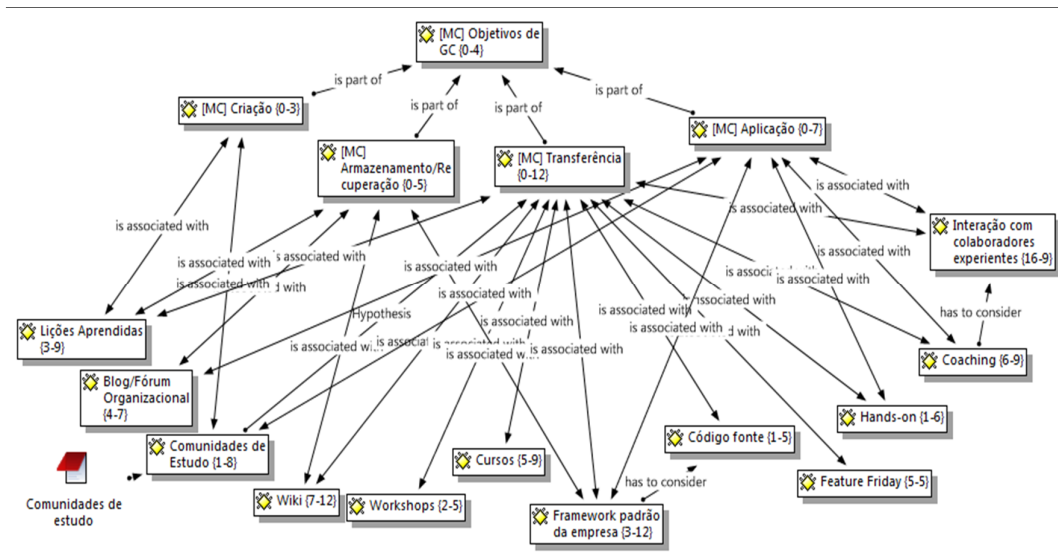 [MC] Objetivos de
GC {0-4}
is part of
is part of
is part of
is part of
[MC] Criação {0-3}
[MC]
Armazenamento/Re
cuperação {0-5}
[MC] Transferência
{0-12}
[MC] Aplicação {0-7}
is associated with
is associated with
is associated with
Interação com
colaboradores
experientes {16-9}
is associated with
is associated with
is associated with
is associated with
is associated with
is associated with
is associated with
is associated with
has to consider
Hypothesis
is associated with
is associated with
is associated with
is associated with
is associated with
Lições Aprendidas
{3-9}
Coaching {6-9}
Blog/Fórum
Organizacional
{4-7}
Hands-on {1-6}
Comunidades de
Estudo {1-8}
Código fonte {1-5}
Cursos {5-9}
Feature Friday {5-5}
has to consider
Comunidades de
estudo
Wiki {7-12}
Workshops {2-5}
Framework padrão
da empresa {3-12}